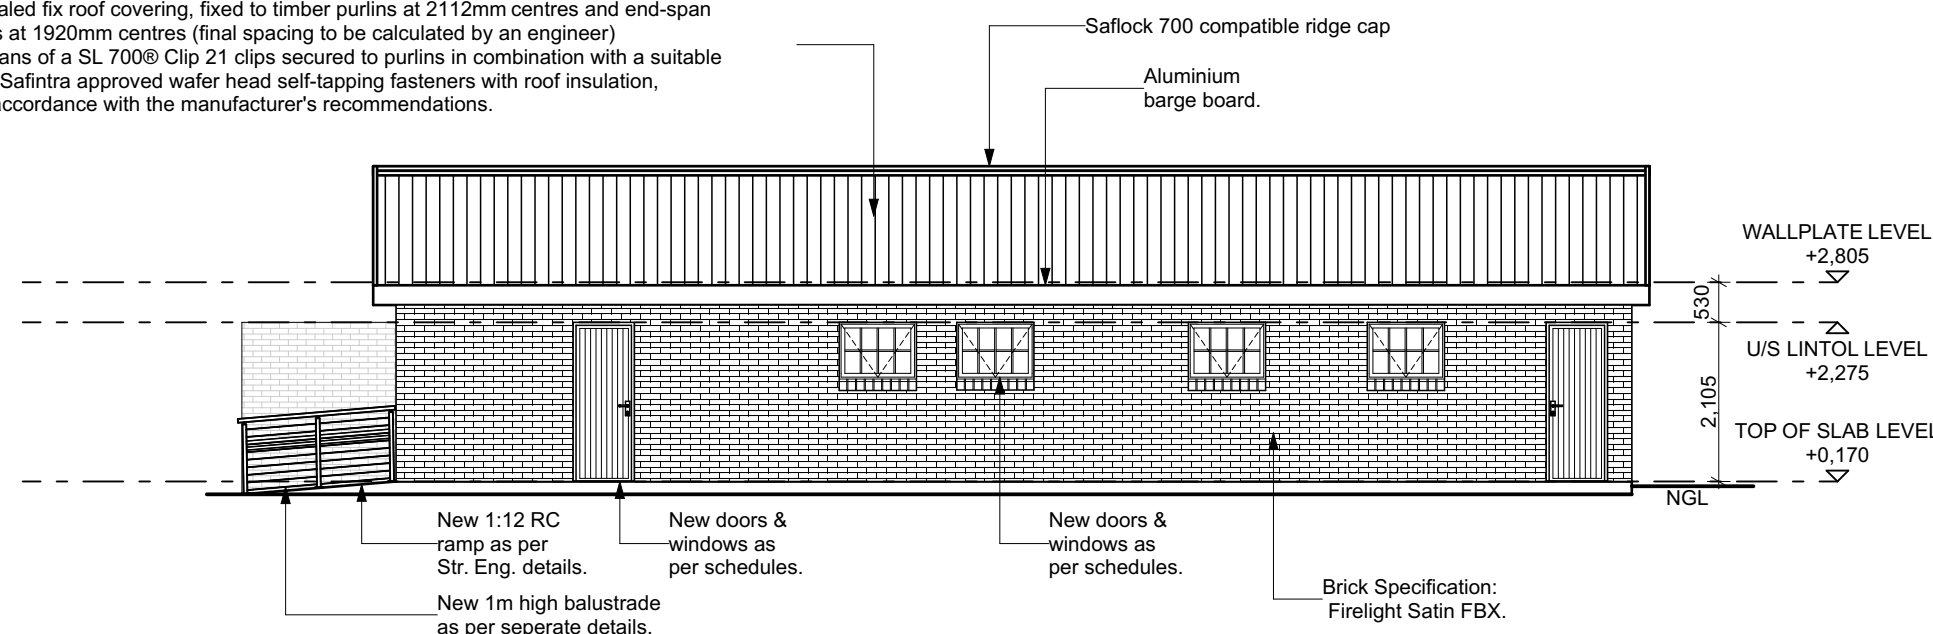 aled fix roof covering, fixed to timber purlins at 2112mm centres and end-span
s at 1920mm centres (final spacing to be calculated by an engineer)
ans of a SL 700® Clip 21 clips secured to purlins in combination with a suitable
Safintra approved wafer head self-tapping fasteners with roof insulation,
accordance with the manufacturer's recommendations.
Saflock 700 compatible ridge cap
Aluminium
barge board.
WALLPLATE LEVEL
+2,805
530
U/S LINTOL LEVEL
+2,275
2,105
TOP OF SLAB LEVEL
+0,170
NGL
New 1:12 RC
ramp as per
Str. Eng. details.
New doors &
windows as
per schedules.
New doors &
windows as
per schedules.
Brick Specification:
Firelight Satin FBX.
New 1m high balustrade
as per seperate details.